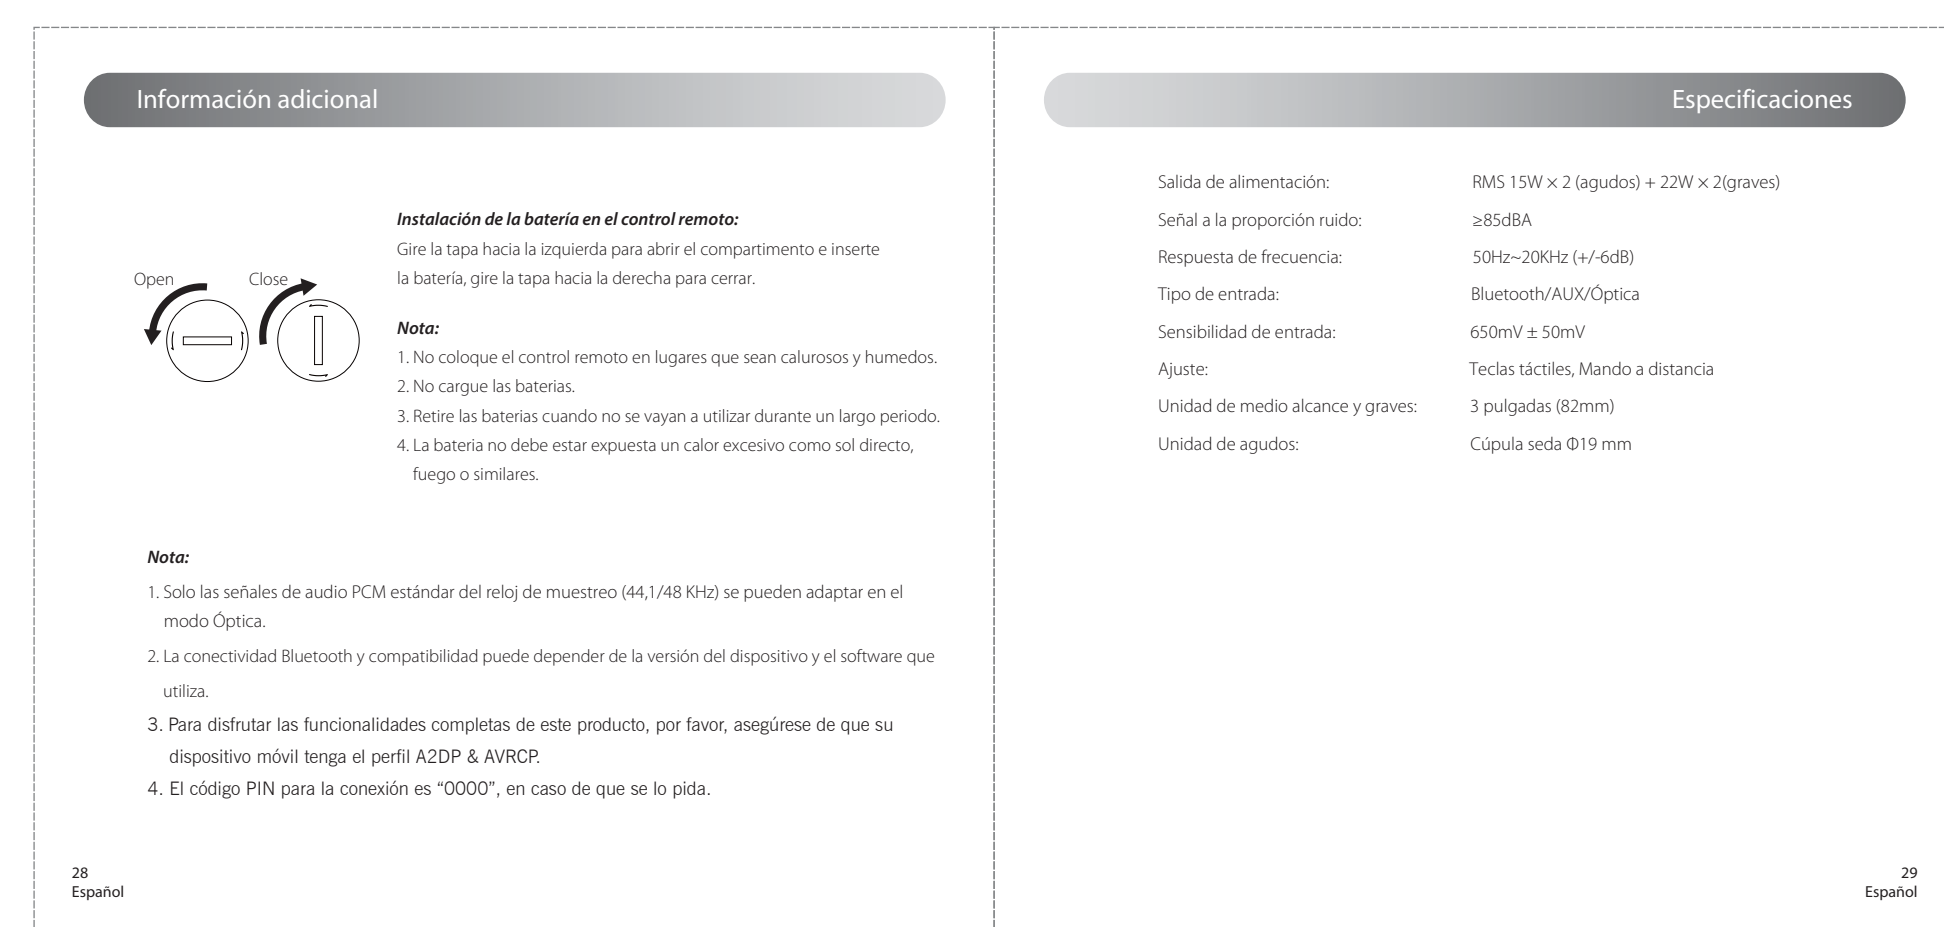 Información adicional
Instalación de la batería en el control remoto:
Gire la tapa hacia la izquierda para abrir el compartimento e inserte
la batería, gire la tapa hacia la derecha para cerrar.
Open
Close
Nota:
1. No coloque el control remoto en lugares que sean calurosos y humedos.
2. No cargue las baterias.
3. Retire las baterias cuando no se vayan a utilizar durante un largo periodo.
4. La bateria no debe estar expuesta un calor excesivo como sol directo,
fuego o similares.
Nota:
1. Solo las señales de audio PCM estándar del reloj de muestreo (44,1/48 KHz) se pueden adaptar en el
modo Óptica.
2. La conectividad Bluetooth y compatibilidad puede depender de la versión del dispositivo y el software que
utiliza.
3. Para disfrutar las funcionalidades completas de este producto, por favor, asegúrese de que su
dispositivo móvil tenga el perfil A2DP & AVRCP.
4. El código PIN para la conexión es “0000”, en caso de que se lo pida.
28
Español
Especificaciones
Salida de alimentación: RMS 15W × 2 (agudos) + 22W × 2(graves)
Señal a la proporción ruido: ≥85dBA
Respuesta de frecuencia: 50Hz~20KHz (+/-6dB)
Tipo de entrada: Bluetooth/AUX/Óptica
Sensibilidad de entrada: 650mV ± 50mV
Ajuste: Teclas táctiles, Mando a distancia
Unidad de medio alcance y graves: 3 pulgadas (82mm)
Unidad de agudos: Cúpula seda Φ19 mm
29
Español